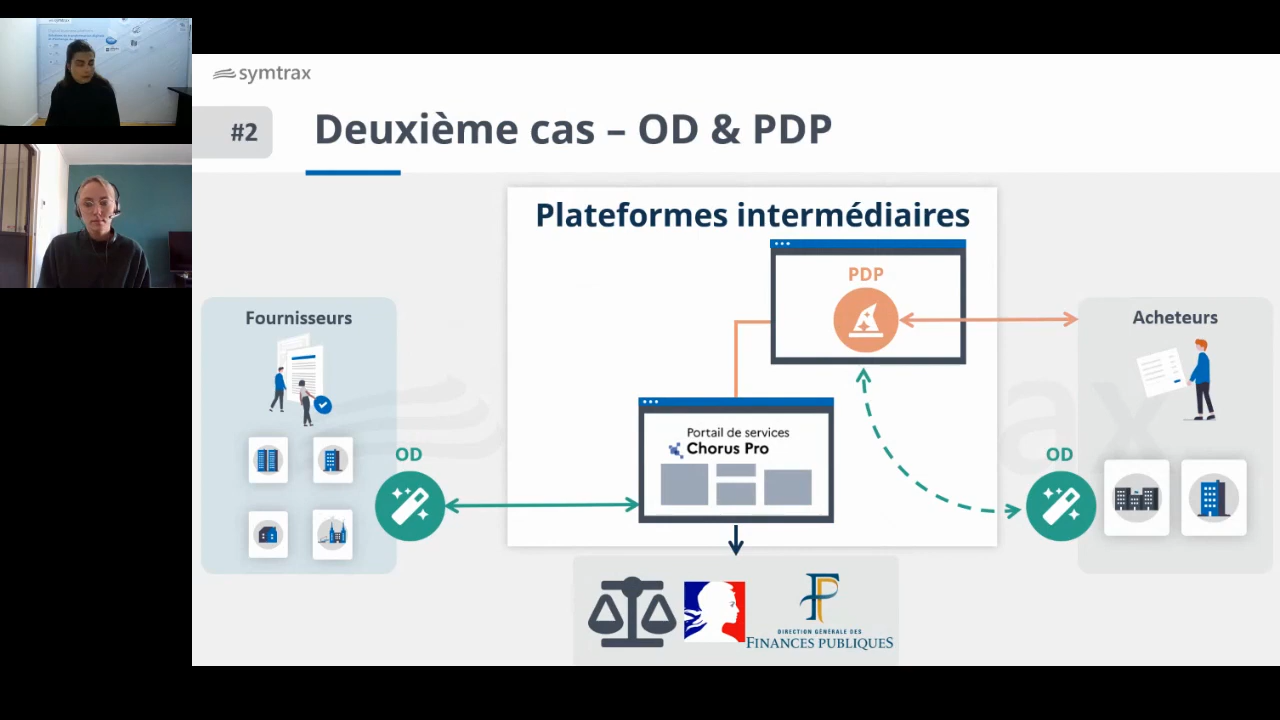 symtrax
#2
Deuxième cas – OD & PDP
Plateformes intermédiaires
PDP
Fournisseurs
Acheteurs
Portail de services
Chorus Pro
OD
OD
DIRECTION GÉNÉRALE DES
FINANCES PUBLIQUES